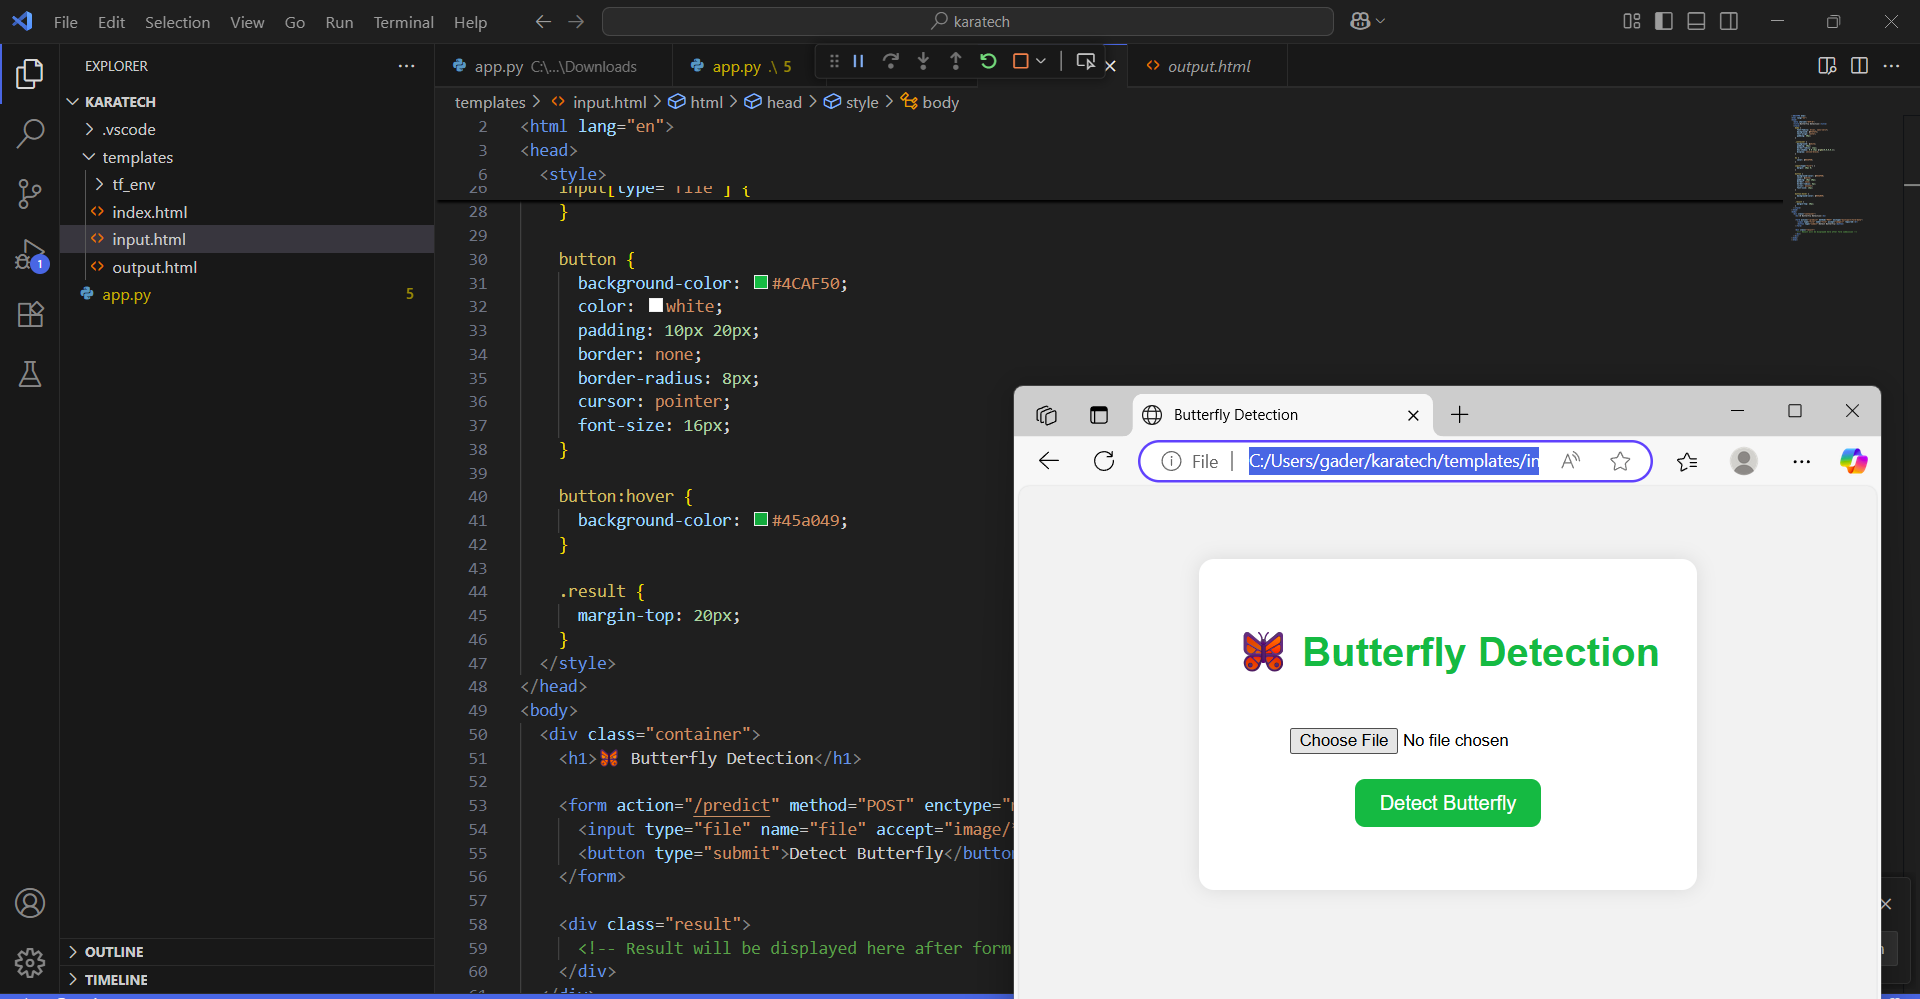 File Edit Selection View Go Run Terminal Help
karatech
EXPLORER
KARATECH
.vscode
templates
tf_env
index.html
input.html
output.html
app.py 5
1
OUTLINE
TIMELINE
app.py C:\...\Downloads
app.py .\ 5
output.html
templates > input.html > html > head > style > body
2 <html lang="en">
3 <head>
6 <style>
26 input[type="file"] {
28 }
29
30 button {
31 background-color: #4CAF50;
32 color: white;
33 padding: 10px 20px;
34 border: none;
35 border-radius: 8px;
36 cursor: pointer;
37 font-size: 16px;
38 }
39
40 button:hover {
41 background-color: #45a049;
42 }
43
44 .result {
45 margin-top: 20px;
46 }
47 </style>
48 </head>
49 <body>
50 <div class="container">
51 <h1>🦋 Butterfly Detection</h1>
52
53 <form action="/predict" method="POST" enctype="
54 <input type="file" name="file" accept="image/
55 <button type="submit">Detect Butterfly</button
56 </form>
57
58 <div class="result">
59 <!-- Result will be displayed here after form
60 </div>
61 </div>
Butterfly Detection
File C:/Users/gader/karatech/templates/in
🦋 Butterfly Detection
Choose File No file chosen
Detect Butterfly